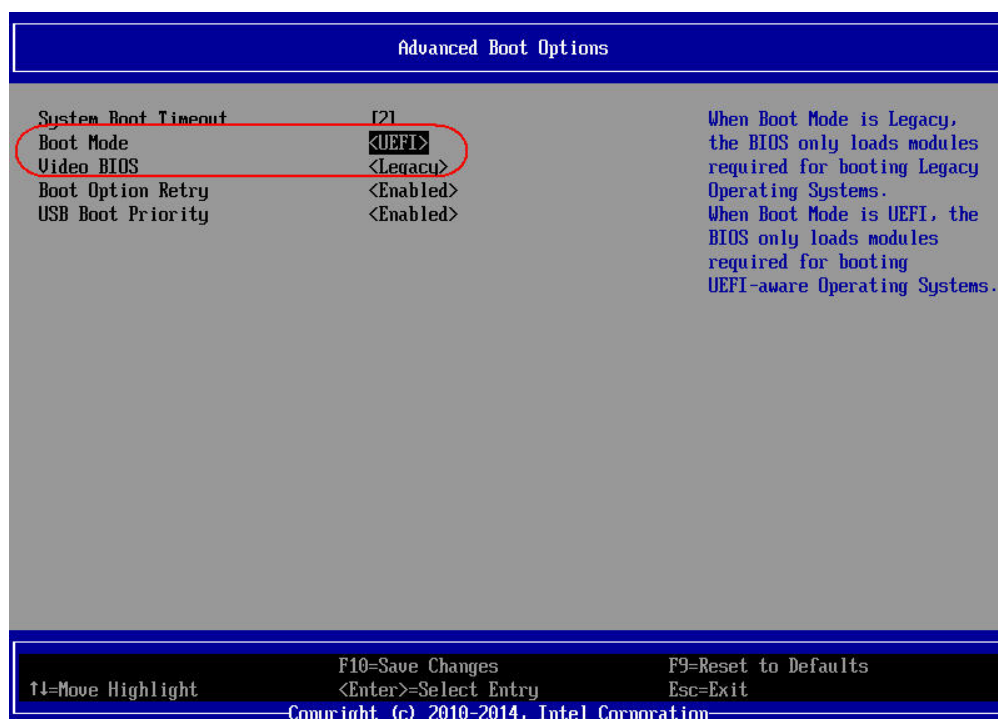 Advanced Boot Options
System Boot Timeout [2]
Boot Mode <UEFI>
Video BIOS <Legacy>
Boot Option Retry <Enabled>
USB Boot Priority <Enabled>
When Boot Mode is Legacy,
the BIOS only loads modules
required for booting Legacy
Operating Systems.
When Boot Mode is UEFI, the
BIOS only loads modules
required for booting
UEFI-aware Operating Systems.
F10=Save Changes F9=Reset to Defaults
↑↓=Move Highlight <Enter>=Select Entry Esc=Exit
Copyright (c) 2010-2014, Intel Corporation